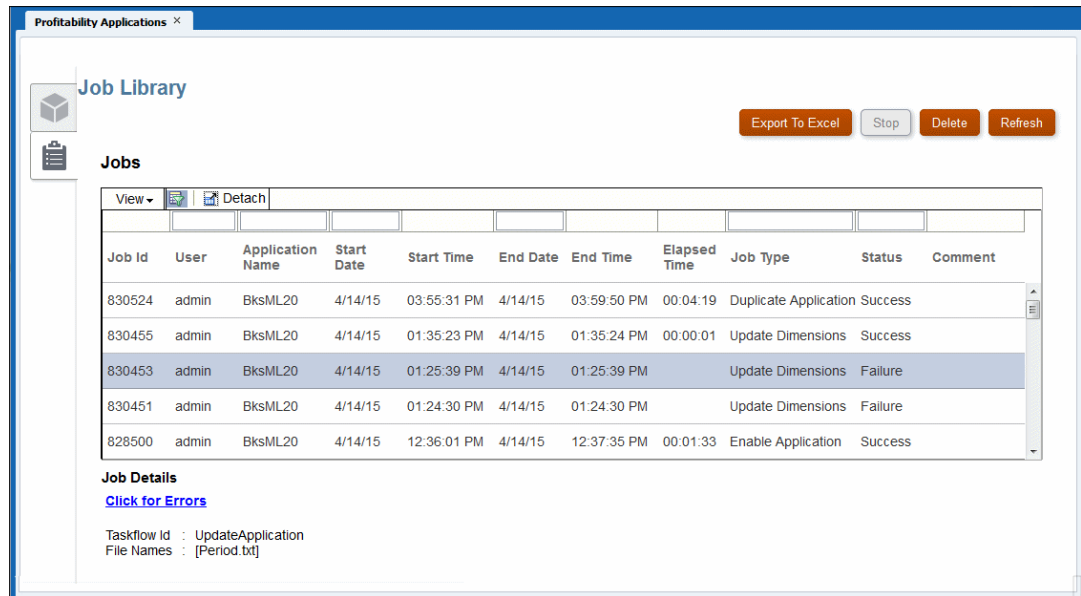 Profitability Applications ×
Job Library
Export To Excel Stop Delete Refresh
Jobs
View Detach
Job Id User Application Name Start Date Start Time End Date End Time Elapsed Time Job Type Status Comment
830524 admin BksML20 4/14/15 03:55:31 PM 4/14/15 03:59:50 PM 00:04:19 Duplicate Application Success
830455 admin BksML20 4/14/15 01:35:23 PM 4/14/15 01:35:24 PM 00:00:01 Update Dimensions Success
830453 admin BksML20 4/14/15 01:25:39 PM 4/14/15 01:25:39 PM Update Dimensions Failure
830451 admin BksML20 4/14/15 01:24:30 PM 4/14/15 01:24:30 PM Update Dimensions Failure
828500 admin BksML20 4/14/15 12:36:01 PM 4/14/15 12:37:35 PM 00:01:33 Enable Application Success
Job Details
Click for Errors
Taskflow Id : UpdateApplication
File Names : [Period.txt]